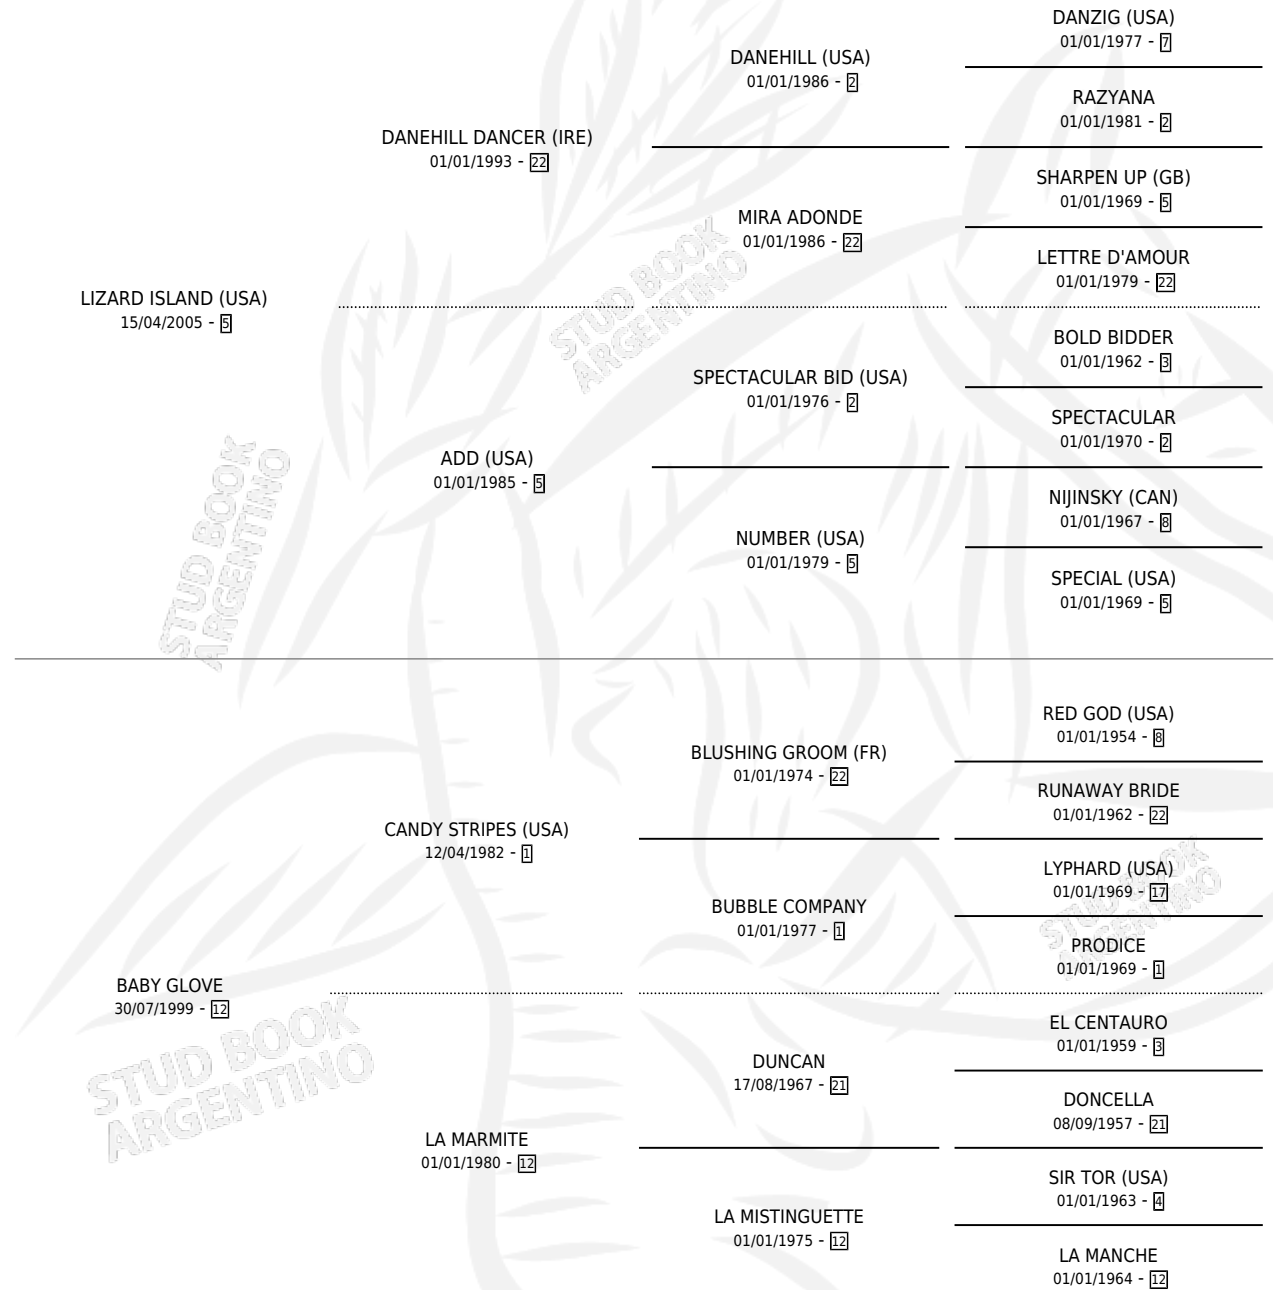 DANZIG (USA)
01/01/1977 - 7
DANEHILL (USA)
01/01/1986 - 2
RAZYANA
01/01/1981 - 2
DANEHILL DANCER (IRE)
01/01/1993 - 22
SHARPEN UP (GB)
01/01/1969 - 5
MIRA ADONDE
01/01/1986 - 22
LETTRE D'AMOUR
01/01/1979 - 22
LIZARD ISLAND (USA)
15/04/2005 - 5
BOLD BIDDER
01/01/1962 - 3
SPECTACULAR BID (USA)
01/01/1976 - 2
SPECTACULAR
01/01/1970 - 2
ADD (USA)
01/01/1985 - 5
NIJINSKY (CAN)
01/01/1967 - 8
NUMBER (USA)
01/01/1979 - 5
SPECIAL (USA)
01/01/1969 - 5
RED GOD (USA)
01/01/1954 - 8
BLUSHING GROOM (FR)
01/01/1974 - 22
RUNAWAY BRIDE
01/01/1962 - 22
CANDY STRIPES (USA)
12/04/1982 - 1
LYPHARD (USA)
01/01/1969 - 17
BUBBLE COMPANY
01/01/1977 - 1
PRODICE
01/01/1969 - 1
BABY GLOVE
30/07/1999 - 12
EL CENTAURO
01/01/1959 - 3
DUNCAN
17/08/1967 - 21
DONCELLA
08/09/1957 - 21
LA MARMITE
01/01/1980 - 12
SIR TOR (USA)
01/01/1963 - 4
LA MISTINGUETTE
01/01/1975 - 12
LA MANCHE
01/01/1964 - 12
STUD BOOK
ARGENTINO
STUD BOOK
ARGENTINO
STUD BOOK
ARGENTINO
STUD BOOK
ARGENTINO